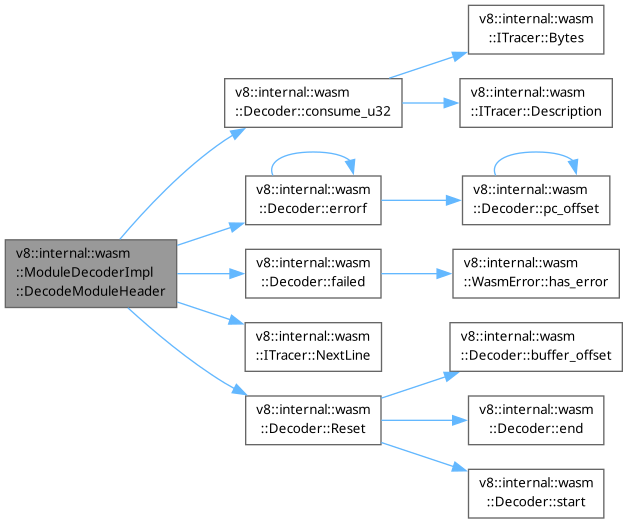 v8::internal::wasm
::ModuleDecoderImpl
::DecodeModuleHeader
v8::internal::wasm
::Decoder::consume_u32
v8::internal::wasm
::ITracer::Bytes
v8::internal::wasm
::ITracer::Description
v8::internal::wasm
::Decoder::errorf
v8::internal::wasm
::Decoder::pc_offset
v8::internal::wasm
::Decoder::failed
v8::internal::wasm
::WasmError::has_error
v8::internal::wasm
::ITracer::NextLine
v8::internal::wasm
::Decoder::Reset
v8::internal::wasm
::Decoder::buffer_offset
v8::internal::wasm
::Decoder::end
v8::internal::wasm
::Decoder::start